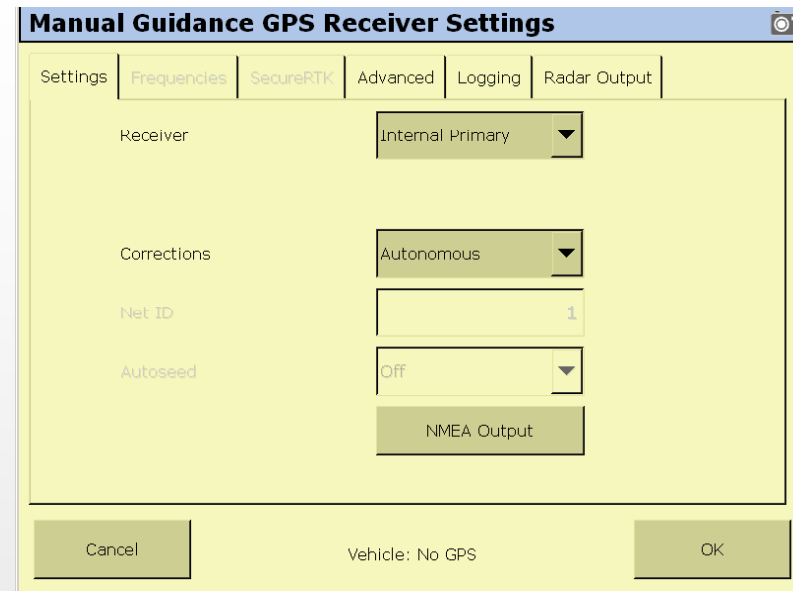 Manual Guidance GPS Receiver Settings
Settings Frequencies SecureRTK Advanced Logging Radar Output
Receiver Internal Primary
Corrections Autonomous
Net ID 1
Autoseed Off
NMEA Output
Cancel Vehicle: No GPS OK